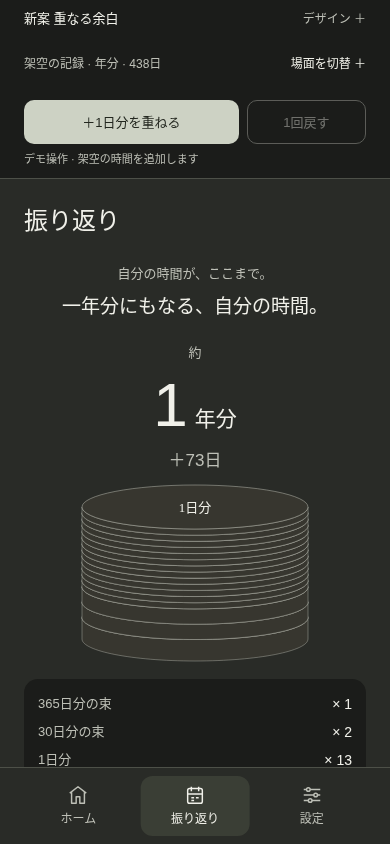 新案 重なる余白
デザイン ＋
架空の記録 · 年分 · 438日
場面を切替 ＋
＋1日分を重ねる
1回戻す
デモ操作 · 架空の時間を追加します
振り返り
自分の時間が、ここまで。
一年分にもなる、自分の時間。
約
1 年分
＋73日
1日分
365日分の束
× 1
30日分の束
× 2
1日分
× 13
ホーム
振り返り
設定